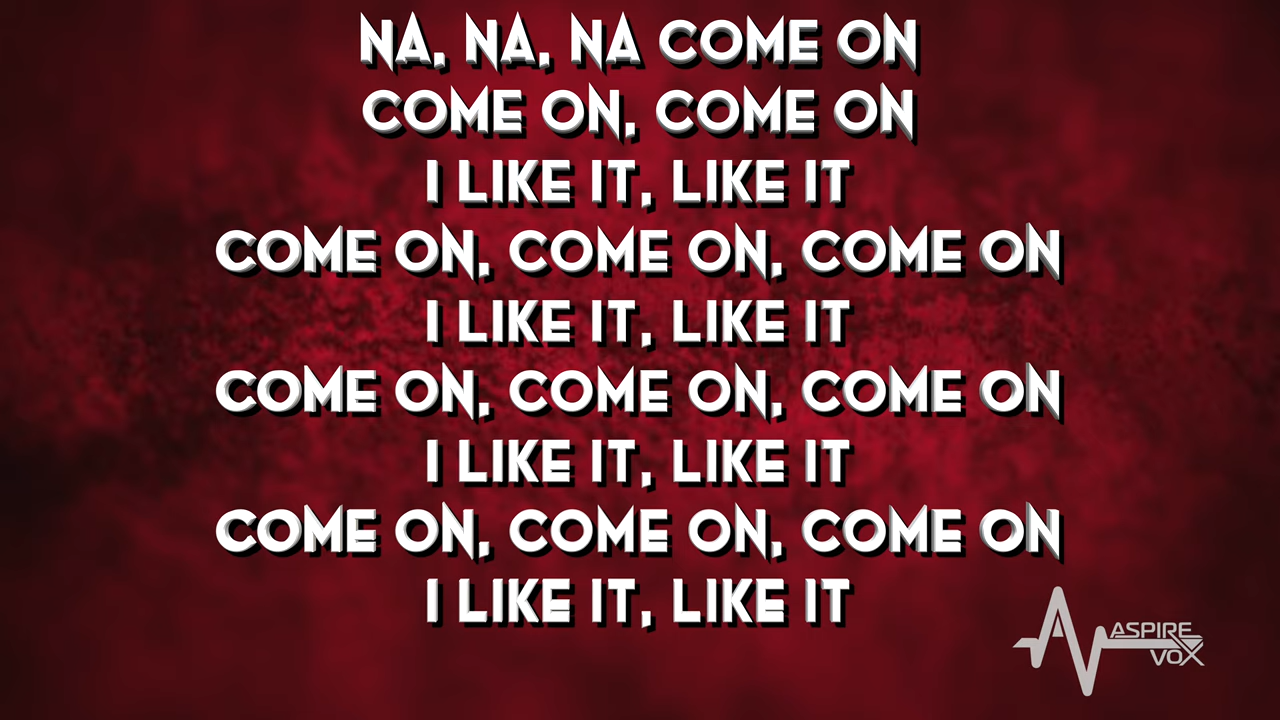 NA, NA, NA COME ON
COME ON, COME ON
I LIKE IT, LIKE IT
COME ON, COME ON, COME ON
I LIKE IT, LIKE IT
COME ON, COME ON, COME ON
I LIKE IT, LIKE IT
COME ON, COME ON, COME ON
I LIKE IT, LIKE IT
ASPIRE
VOX